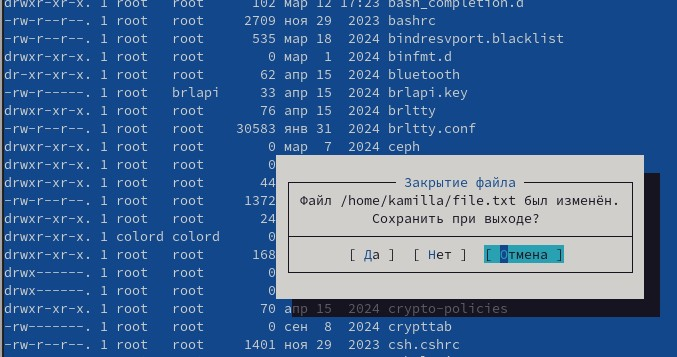 drwxr-xr-x. 1 root   root     102 мар 12 17:23 bash_completion.d
-rw-r--r--. 1 root   root    2709 ноя 29  2023 bashrc
-rw-r--r--. 1 root   root     535 мар 18  2024 bindresvport.blacklist
drwxr-xr-x. 1 root   root       0 мар  1  2024 binfmt.d
dr-xr-xr-x. 1 root   root      62 апр 15  2024 bluetooth
-rw-r-----. 1 root   brlapi    33 апр 15  2024 brlapi.key
drwxr-xr-x. 1 root   root      76 апр 15  2024 brltty
-rw-r--r--. 1 root   root   30583 янв 31  2024 brltty.conf
drwxr-xr-x. 1 root   root       0 мар  7  2024 ceph
drwxr-xr-x. 1 root   root       0
drwxr-xr-x. 1 root   root      44
-rw-r--r--. 1 root   root    1372
drwxr-xr-x. 1 root   root      24
drwxr-xr-x. 1 colord colord     0
drwxr-xr-x. 1 root   root     168
drwx------. 1 root   root       0
drwx------. 1 root   root       0
drwxr-xr-x. 1 root   root      70 апр 15  2024 crypto-policies
-rw-------. 1 root   root       0 сен  8  2024 crypttab
-rw-r--r--. 1 root   root    1401 ноя 29  2023 csh.cshrc
Закрытие файла
Файл /home/kamilla/file.txt был изменён.
Сохранить при выходе?
[ Да ]  [ Нет ]  [ Отмена ]